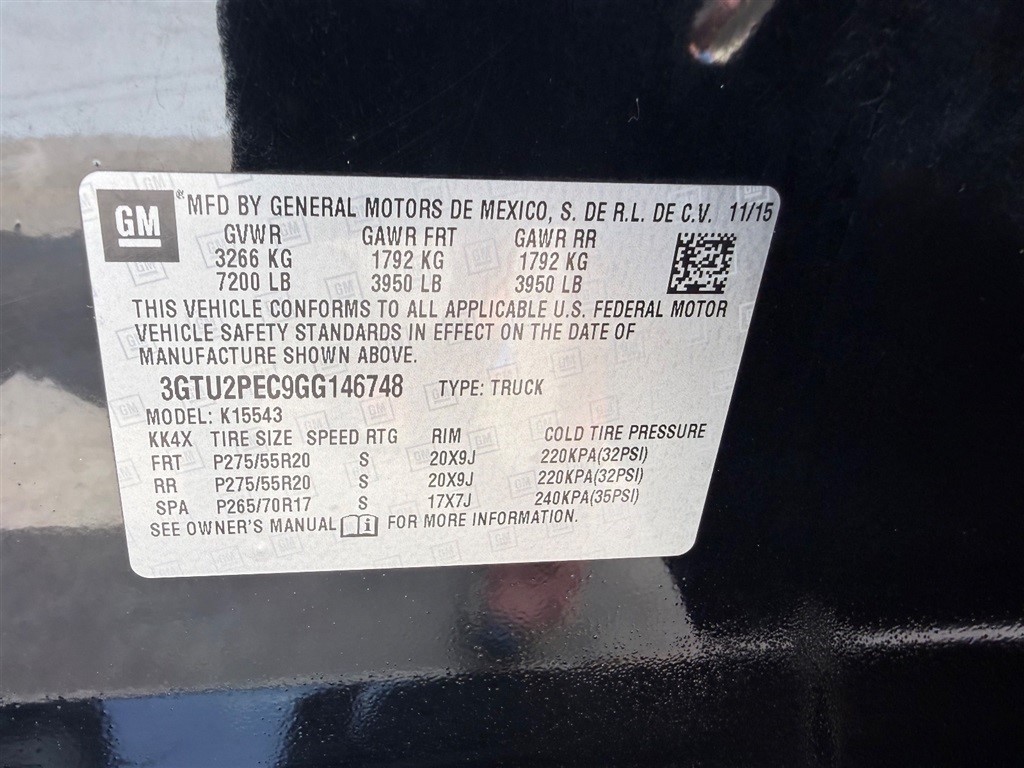 GM ® MFD BY GENERAL MOTORS DE MEXICO, S. DE R.L. DE C.V. 11/15
GVWR GAWR FRT GAWR RR
3266 KG 1792 KG 1792 KG
7200 LB 3950 LB 3950 LB
THIS VEHICLE CONFORMS TO ALL APPLICABLE U.S. FEDERAL MOTOR
VEHICLE SAFETY STANDARDS IN EFFECT ON THE DATE OF
MANUFACTURE SHOWN ABOVE.
3GTU2PEC9GG146748 TYPE: TRUCK
MODEL: K15543
KK4X TIRE SIZE SPEED RTG RIM COLD TIRE PRESSURE
FRT P275/55R20 S 20X9J 220KPA(32PSI)
RR P275/55R20 S 20X9J 220KPA(32PSI)
SPA P265/70R17 S 17X7J 240KPA(35PSI)
SEE OWNER'S MANUAL i FOR MORE INFORMATION.